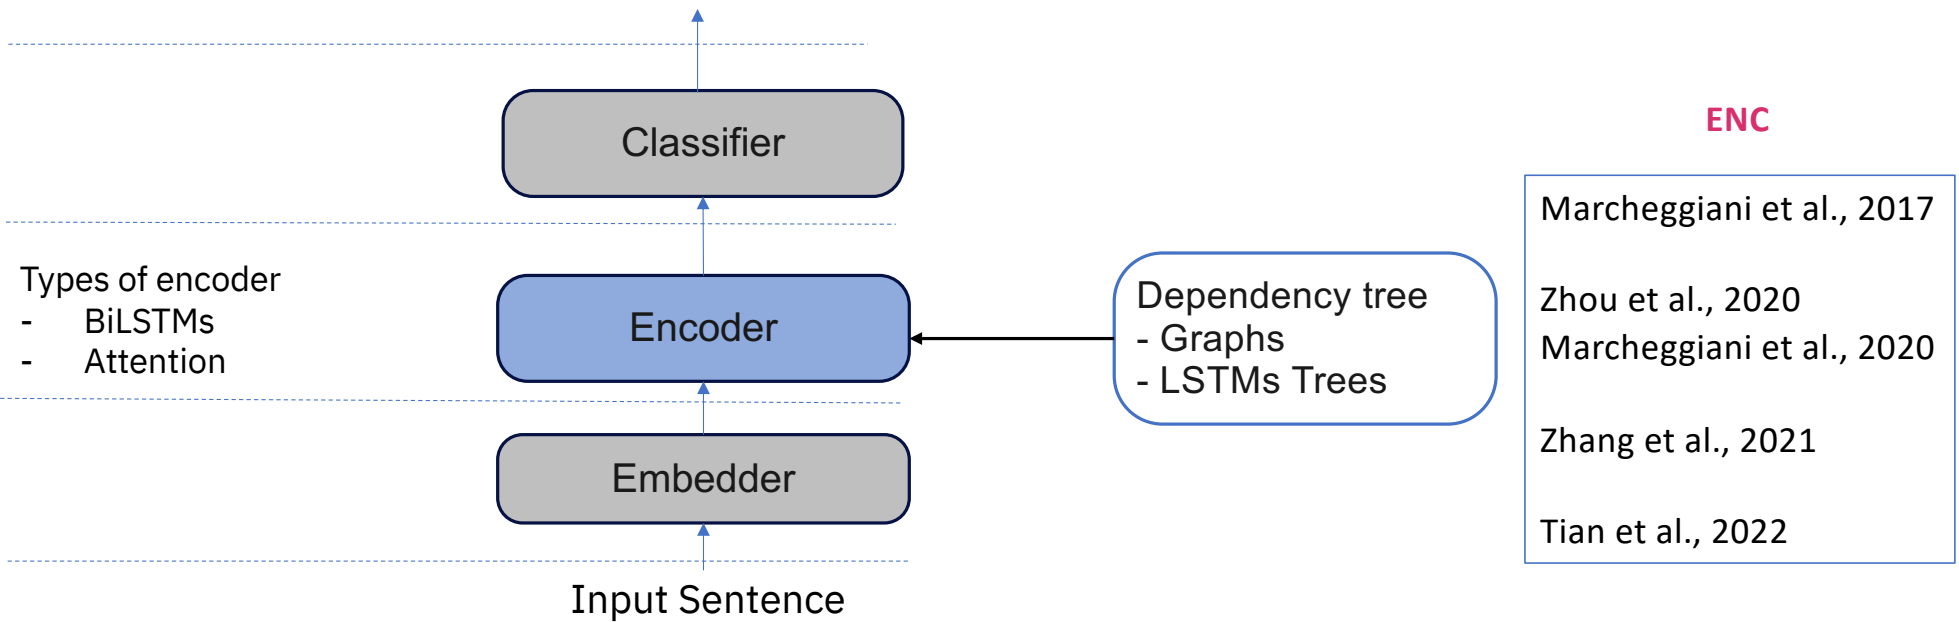 Classifier
ENC
Marcheggiani et al., 2017
Types of encoder
- BiLSTMs
- Attention
Encoder
Dependency tree
- Graphs
- LSTMs Trees
Zhou et al., 2020
Marcheggiani et al., 2020
Zhang et al., 2021
Embedder
Tian et al., 2022
Input Sentence